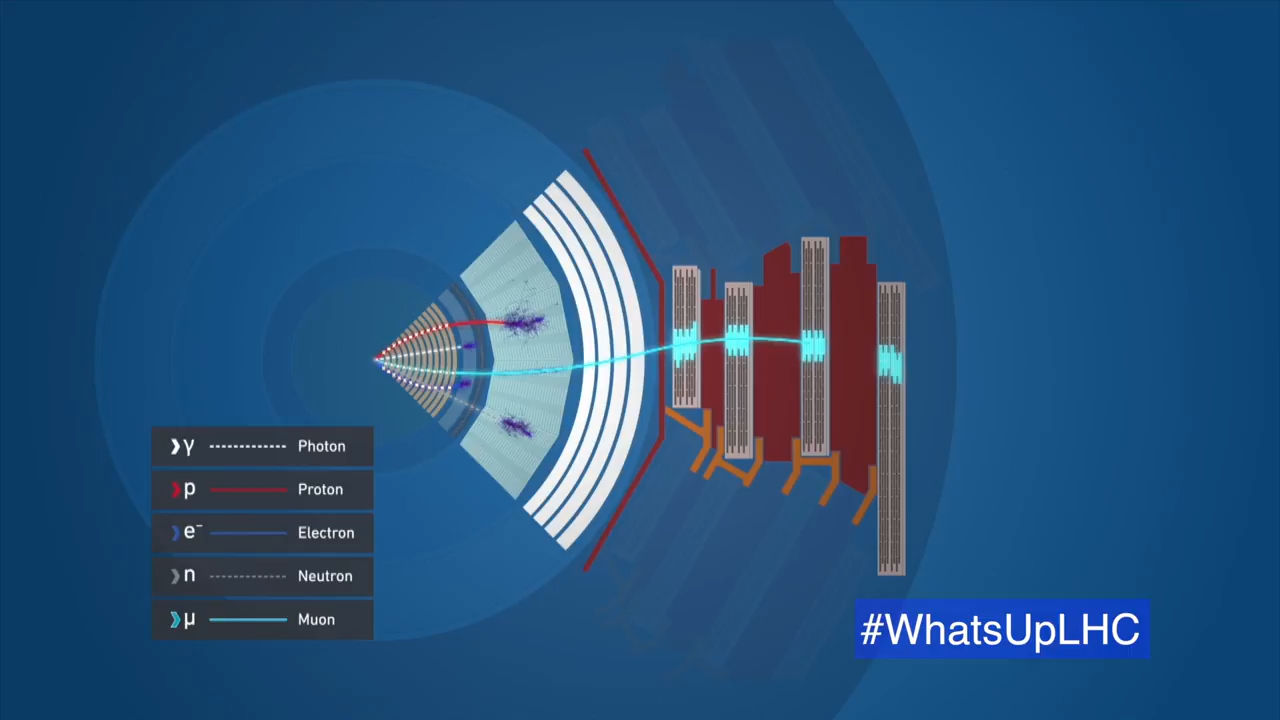 γ Photon
p Proton
e⁻ Electron
n Neutron
μ Muon
#WhatsUpLHC